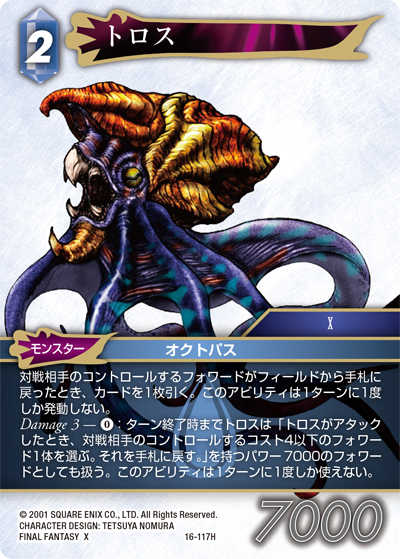 2
トロス
X
モンスター
オクトパス
対戦相手のコントロールするフォワードがフィールドから手札に
戻ったとき、カードを1枚引く。このアビリティは1ターンに1度
しか発動しない。
Damage 3 ― 0：ターン終了時までトロスは「トロスがアタック
したとき、対戦相手のコントロールするコスト4以下のフォワー
ド1体を選ぶ。それを手札に戻す。」を持つパワー7000のフォワー
ドとしても扱う。このアビリティは1ターンに1度しか使えない。
© 2001 SQUARE ENIX CO., LTD. All Rights Reserved.
CHARACTER DESIGN: TETSUYA NOMURA
FINAL FANTASY X 16-117H
7000